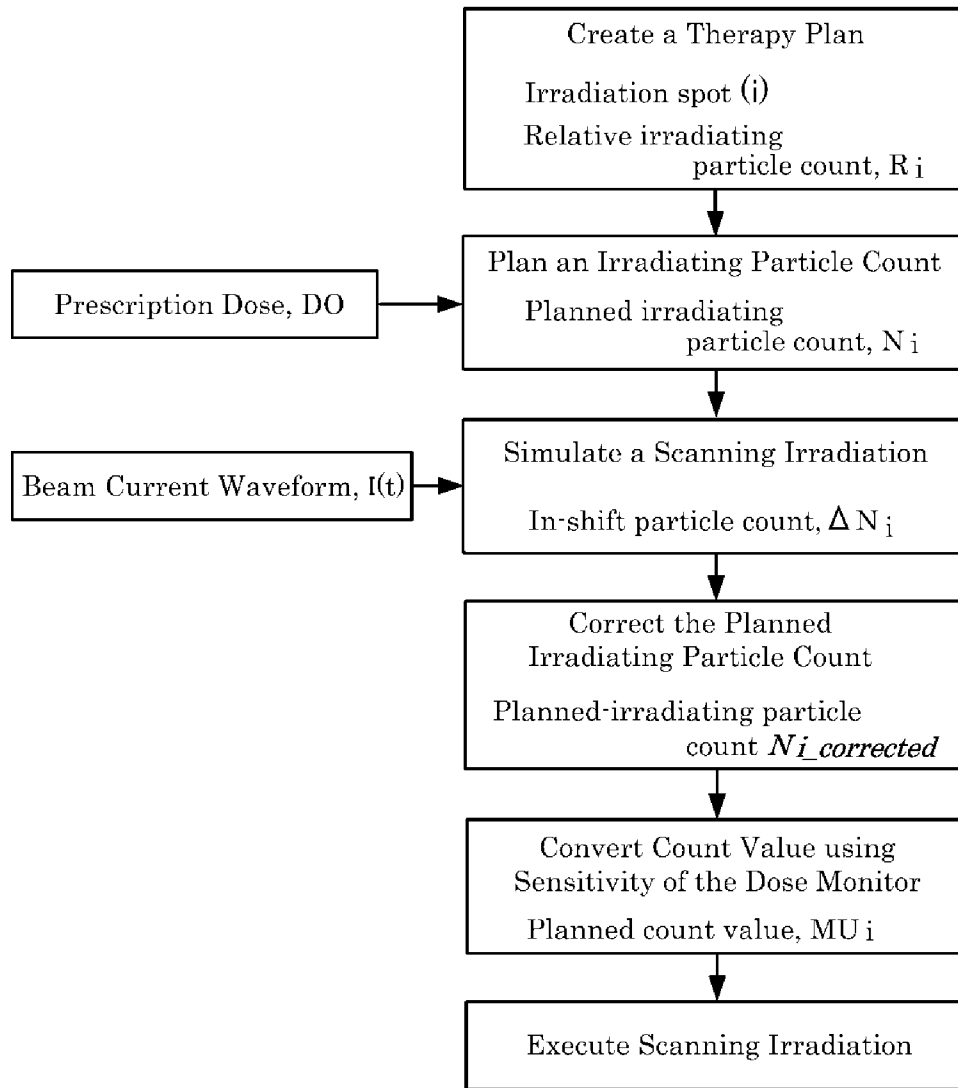 Create a Therapy Plan
Irradiation spot (i)
Relative irradiating
particle count, R i
Plan an Irradiating Particle Count
Prescription Dose, DO
Planned irradiating
particle count, N i
Simulate a Scanning Irradiation
Beam Current Waveform, I(t)
In-shift particle count, Δ N i
Correct the Planned
Irradiating Particle Count
Planned-irradiating particle
count Ni_corrected
Convert Count Value using
Sensitivity of the Dose Monitor
Planned count value, MU i
Execute Scanning Irradiation